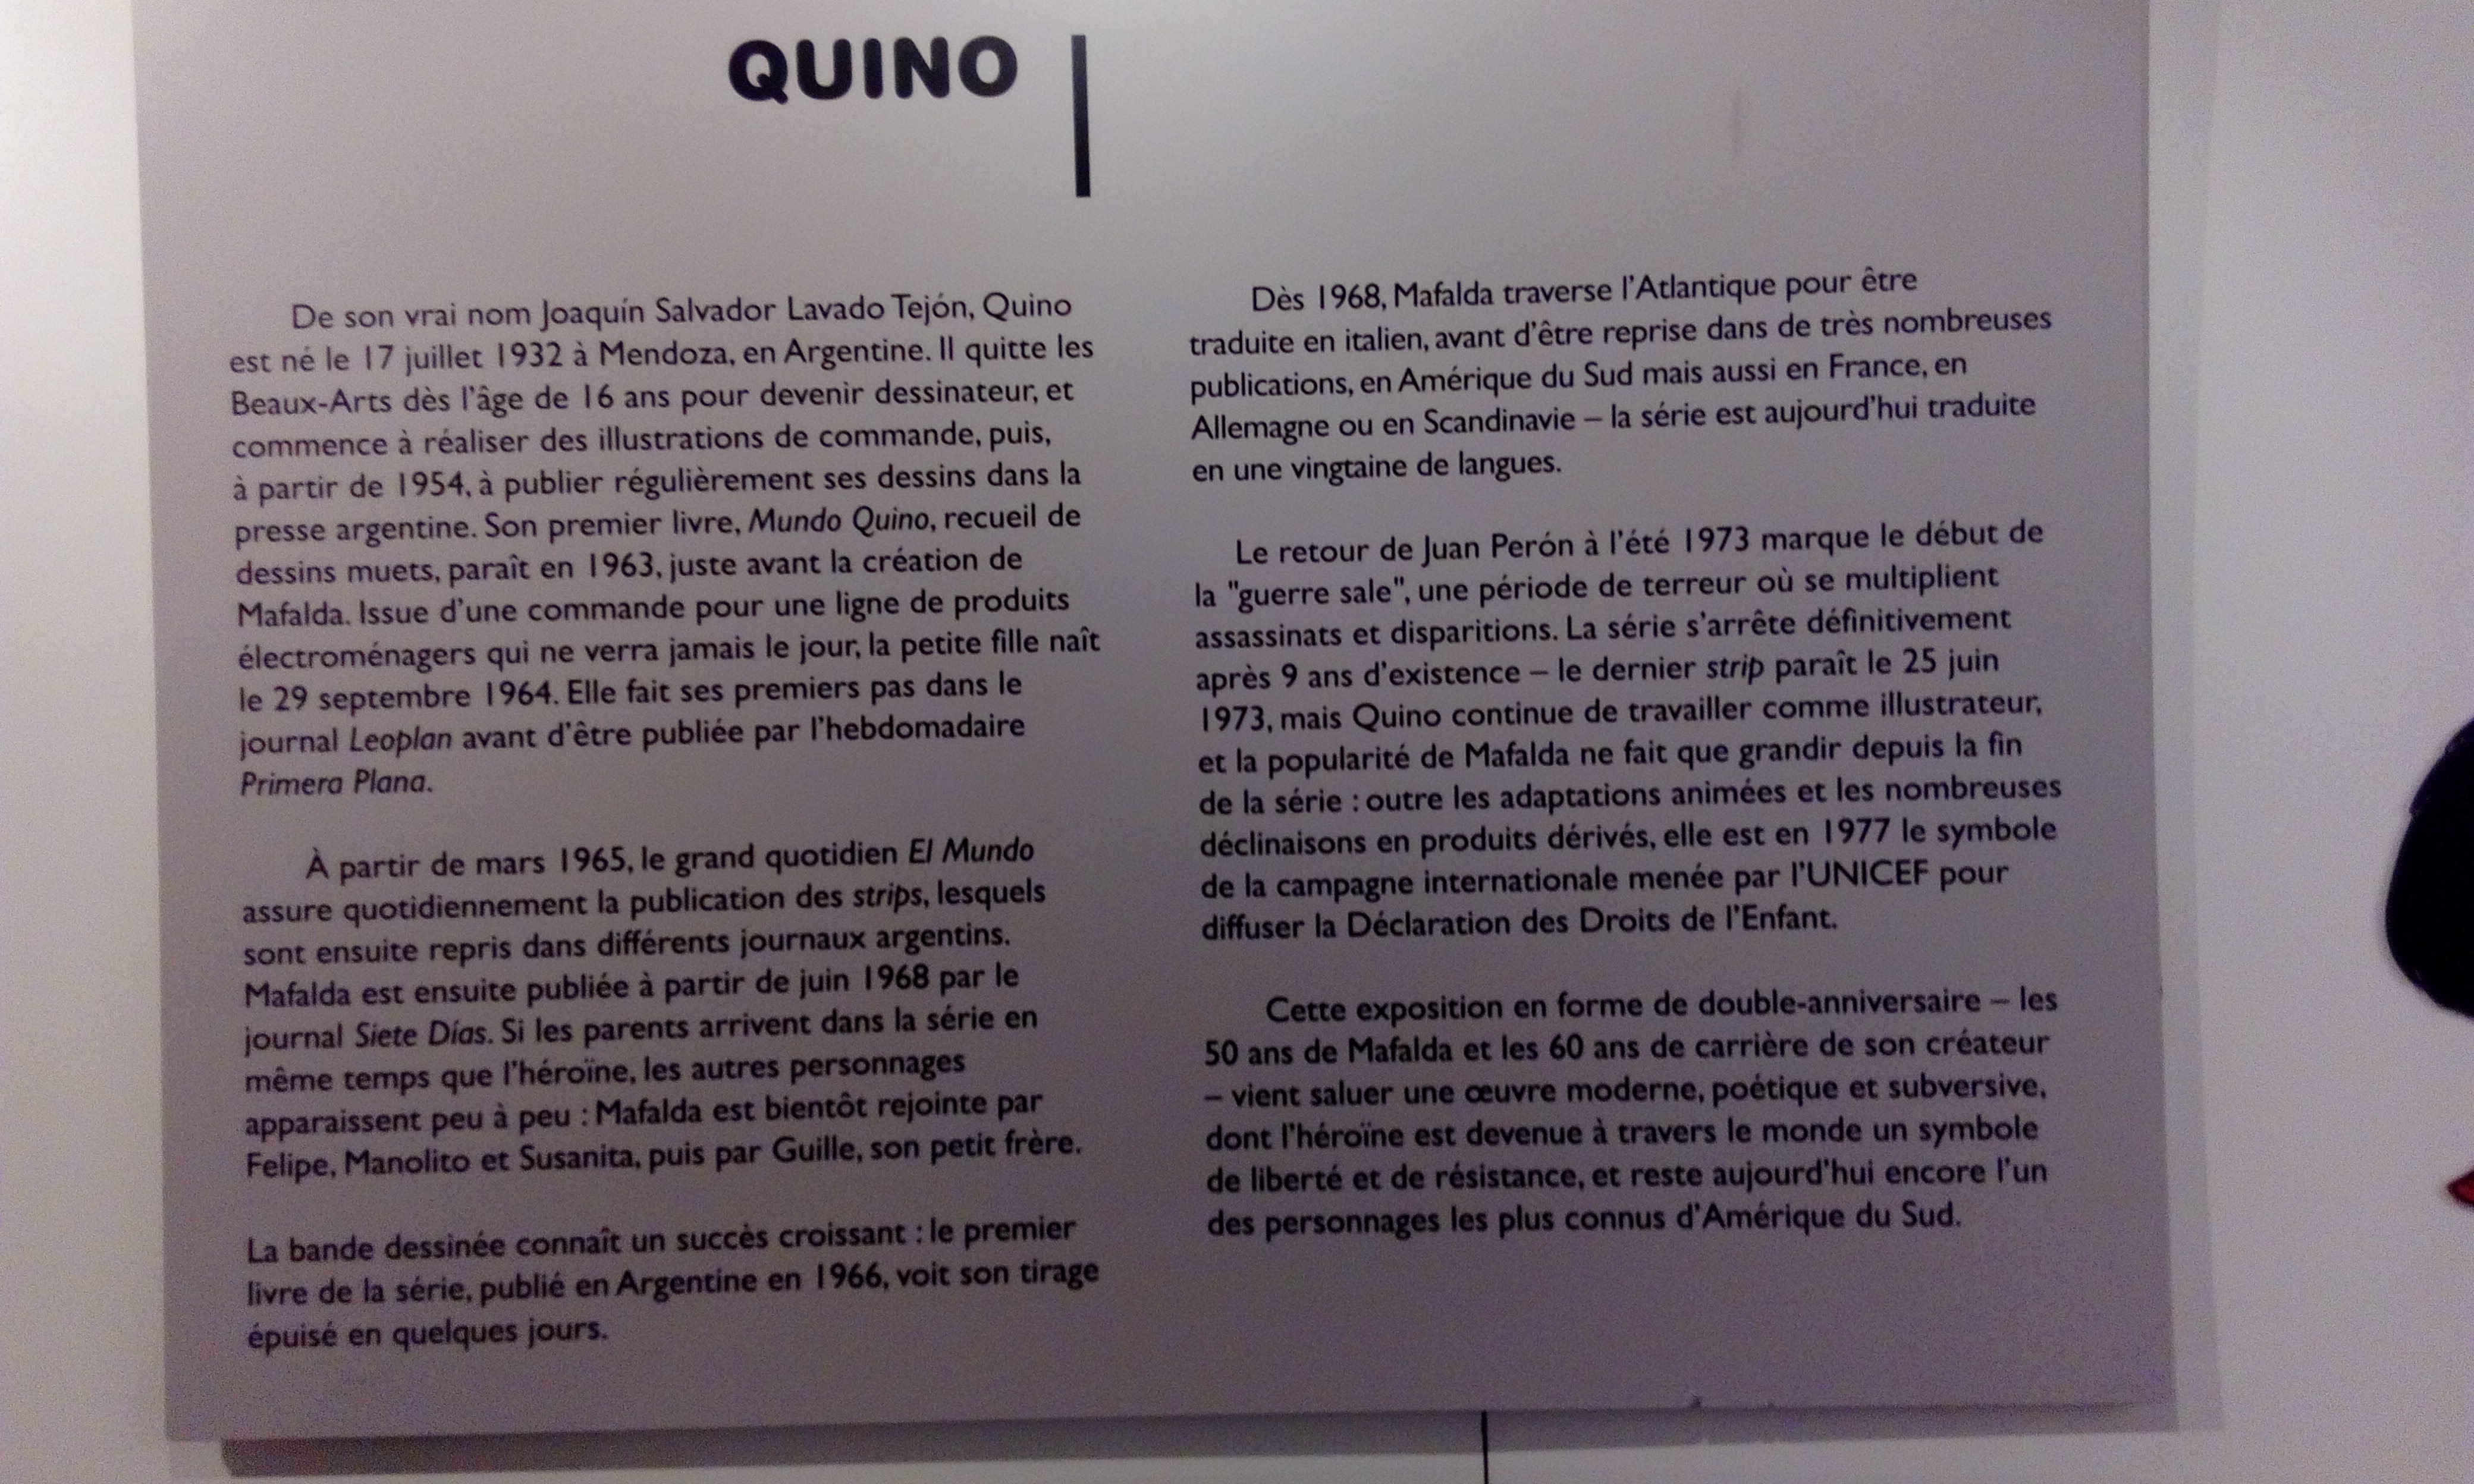 QUINO
De son vrai nom Joaquín Salvador Lavado Tejón, Quino
est né le 17 juillet 1932 à Mendoza, en Argentine. Il quitte les
Beaux-Arts dès l'âge de 16 ans pour devenir dessinateur, et
commence à réaliser des illustrations de commande, puis,
à partir de 1954, à publier régulièrement ses dessins dans la
presse argentine. Son premier livre, Mundo Quino, recueil de
dessins muets, paraît en 1963, juste avant la création de
Mafalda. Issue d'une commande pour une ligne de produits
électroménagers qui ne verra jamais le jour, la petite fille naît
le 29 septembre 1964. Elle fait ses premiers pas dans le
journal Leoplan avant d'être publiée par l'hebdomadaire
Primera Plana.
À partir de mars 1965, le grand quotidien El Mundo
assure quotidiennement la publication des strips, lesquels
sont ensuite repris dans différents journaux argentins.
Mafalda est ensuite publiée à partir de juin 1968 par le
journal Siete Días. Si les parents arrivent dans la série en
même temps que l'héroïne, les autres personnages
apparaissent peu à peu : Mafalda est bientôt rejointe par
Felipe, Manolito et Susanita, puis par Guille, son petit frère.
La bande dessinée connaît un succès croissant : le premier
livre de la série, publié en Argentine en 1966, voit son tirage
épuisé en quelques jours.
Dès 1968, Mafalda traverse l'Atlantique pour être
traduite en italien, avant d'être reprise dans de très nombreuses
publications, en Amérique du Sud mais aussi en France, en
Allemagne ou en Scandinavie – la série est aujourd'hui traduite
en une vingtaine de langues.
Le retour de Juan Perón à l'été 1973 marque le début de
la "guerre sale", une période de terreur où se multiplient
assassinats et disparitions. La série s'arrête définitivement
après 9 ans d'existence – le dernier strip paraît le 25 juin
1973, mais Quino continue de travailler comme illustrateur,
et la popularité de Mafalda ne fait que grandir depuis la fin
de la série : outre les adaptations animées et les nombreuses
déclinaisons en produits dérivés, elle est en 1977 le symbole
de la campagne internationale menée par l'UNICEF pour
diffuser la Déclaration des Droits de l'Enfant.
Cette exposition en forme de double-anniversaire – les
50 ans de Mafalda et les 60 ans de carrière de son créateur
– vient saluer une œuvre moderne, poétique et subversive,
dont l'héroïne est devenue à travers le monde un symbole
de liberté et de résistance, et reste aujourd'hui encore l'un
des personnages les plus connus d'Amérique du Sud.